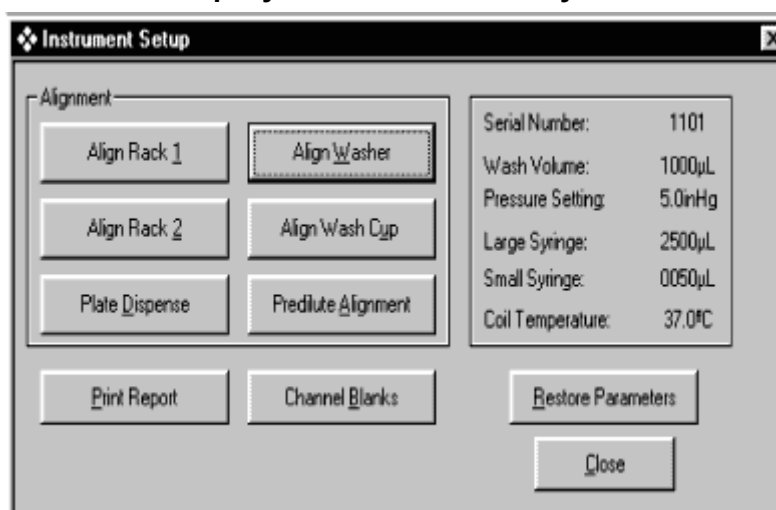 Instrument Setup
Alignment
Align Rack 1
Align Washer
Align Rack 2
Align Wash Cup
Plate Dispense
Predilute Alignment
Serial Number: 1101
Wash Volume: 1000µL
Pressure Setting: 5.0inHg
Large Syringe: 2500µL
Small Syringe: 0050µL
Coil Temperature: 37.0ºC
Print Report
Channel Blanks
Restore Parameters
Close